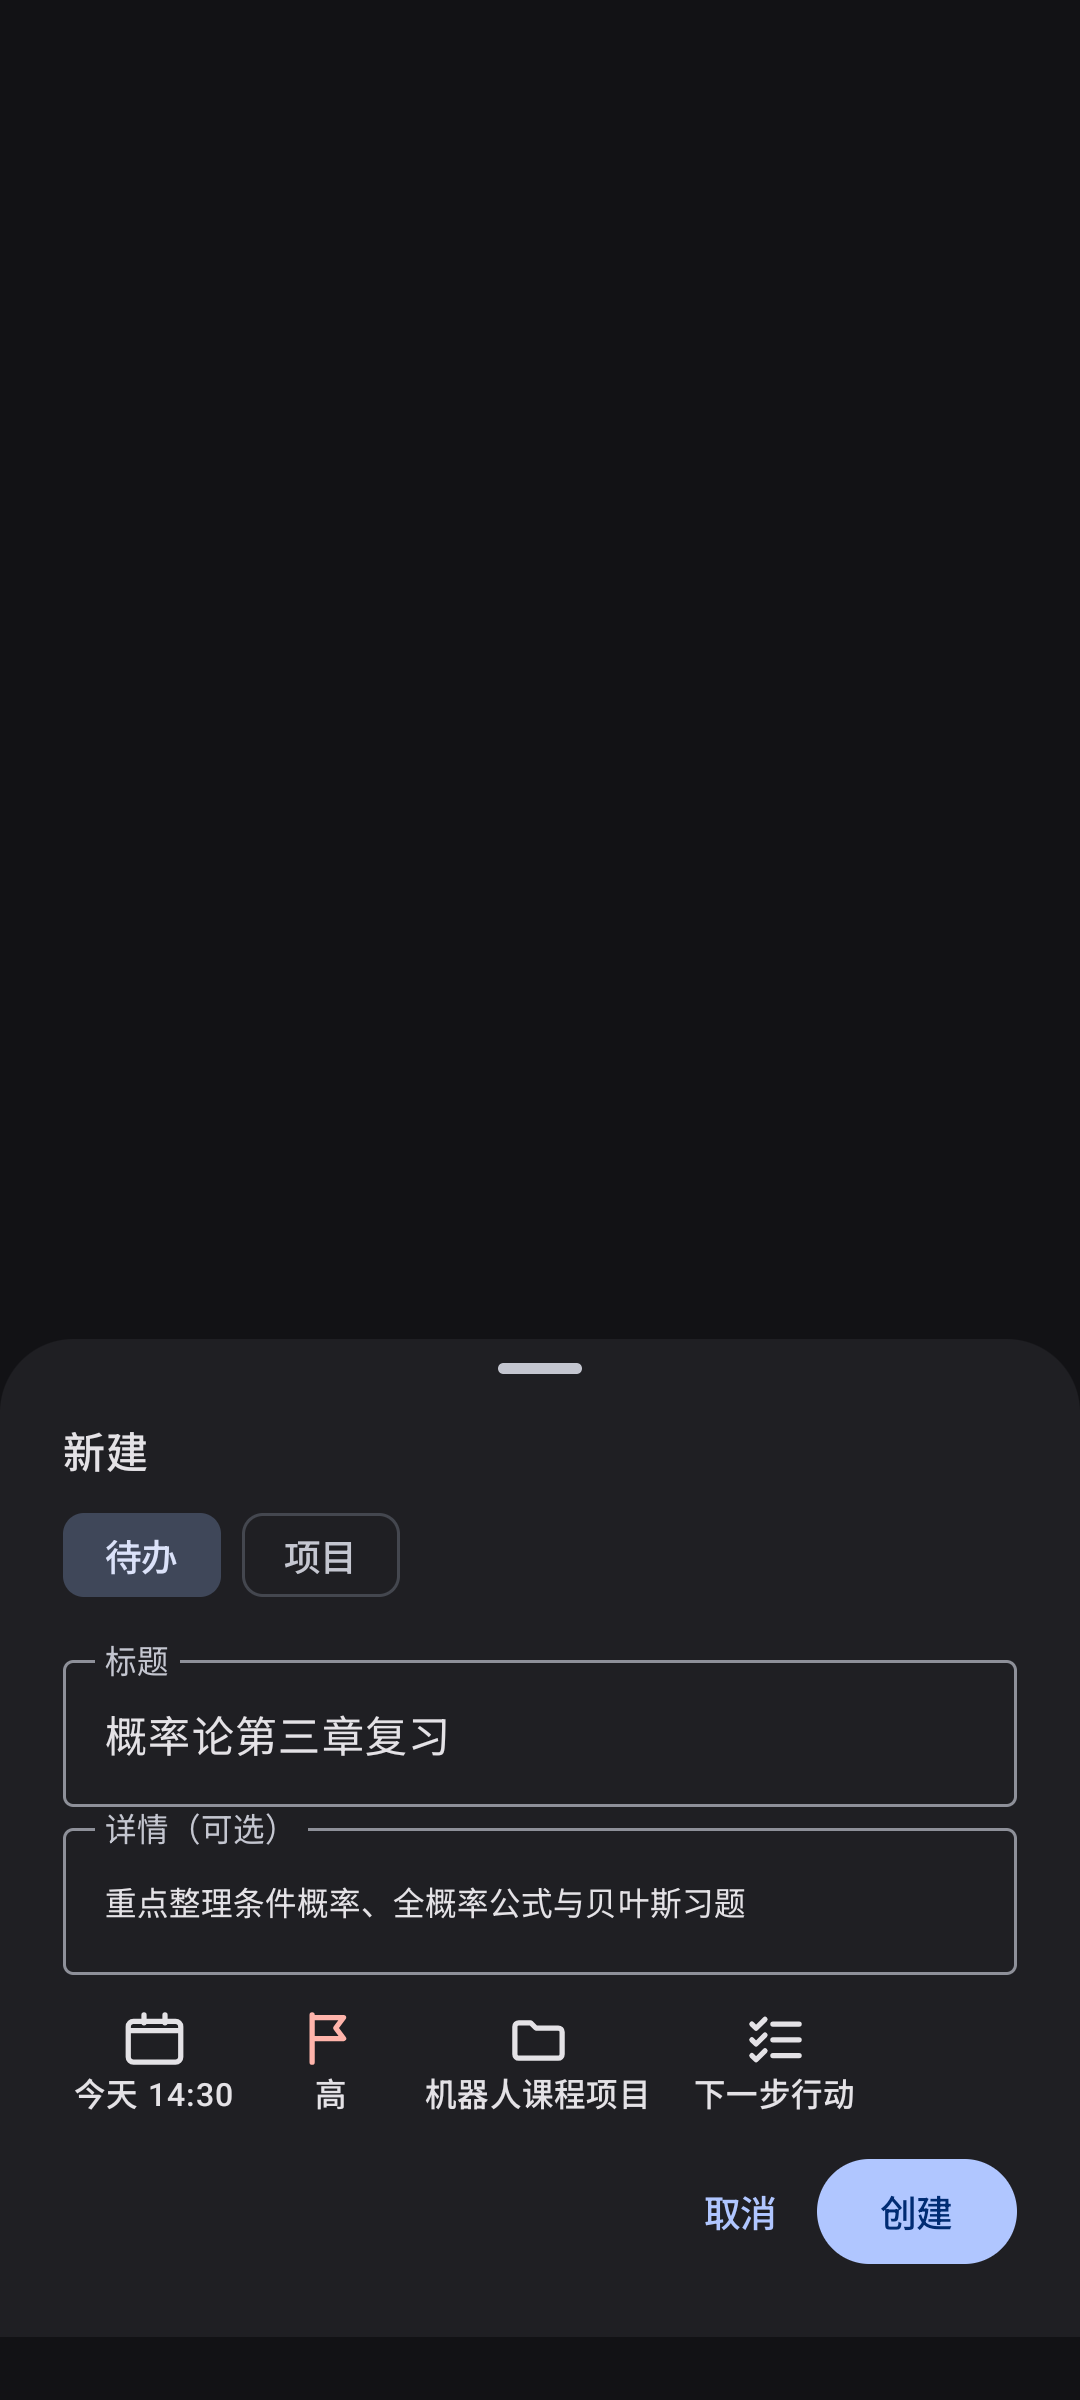 新建
待办 项目
标题
概率论第三章复习
详情（可选）
重点整理条件概率、全概率公式与贝叶斯习题
今天 14:30 高 机器人课程项目 下一步行动
取消 创建